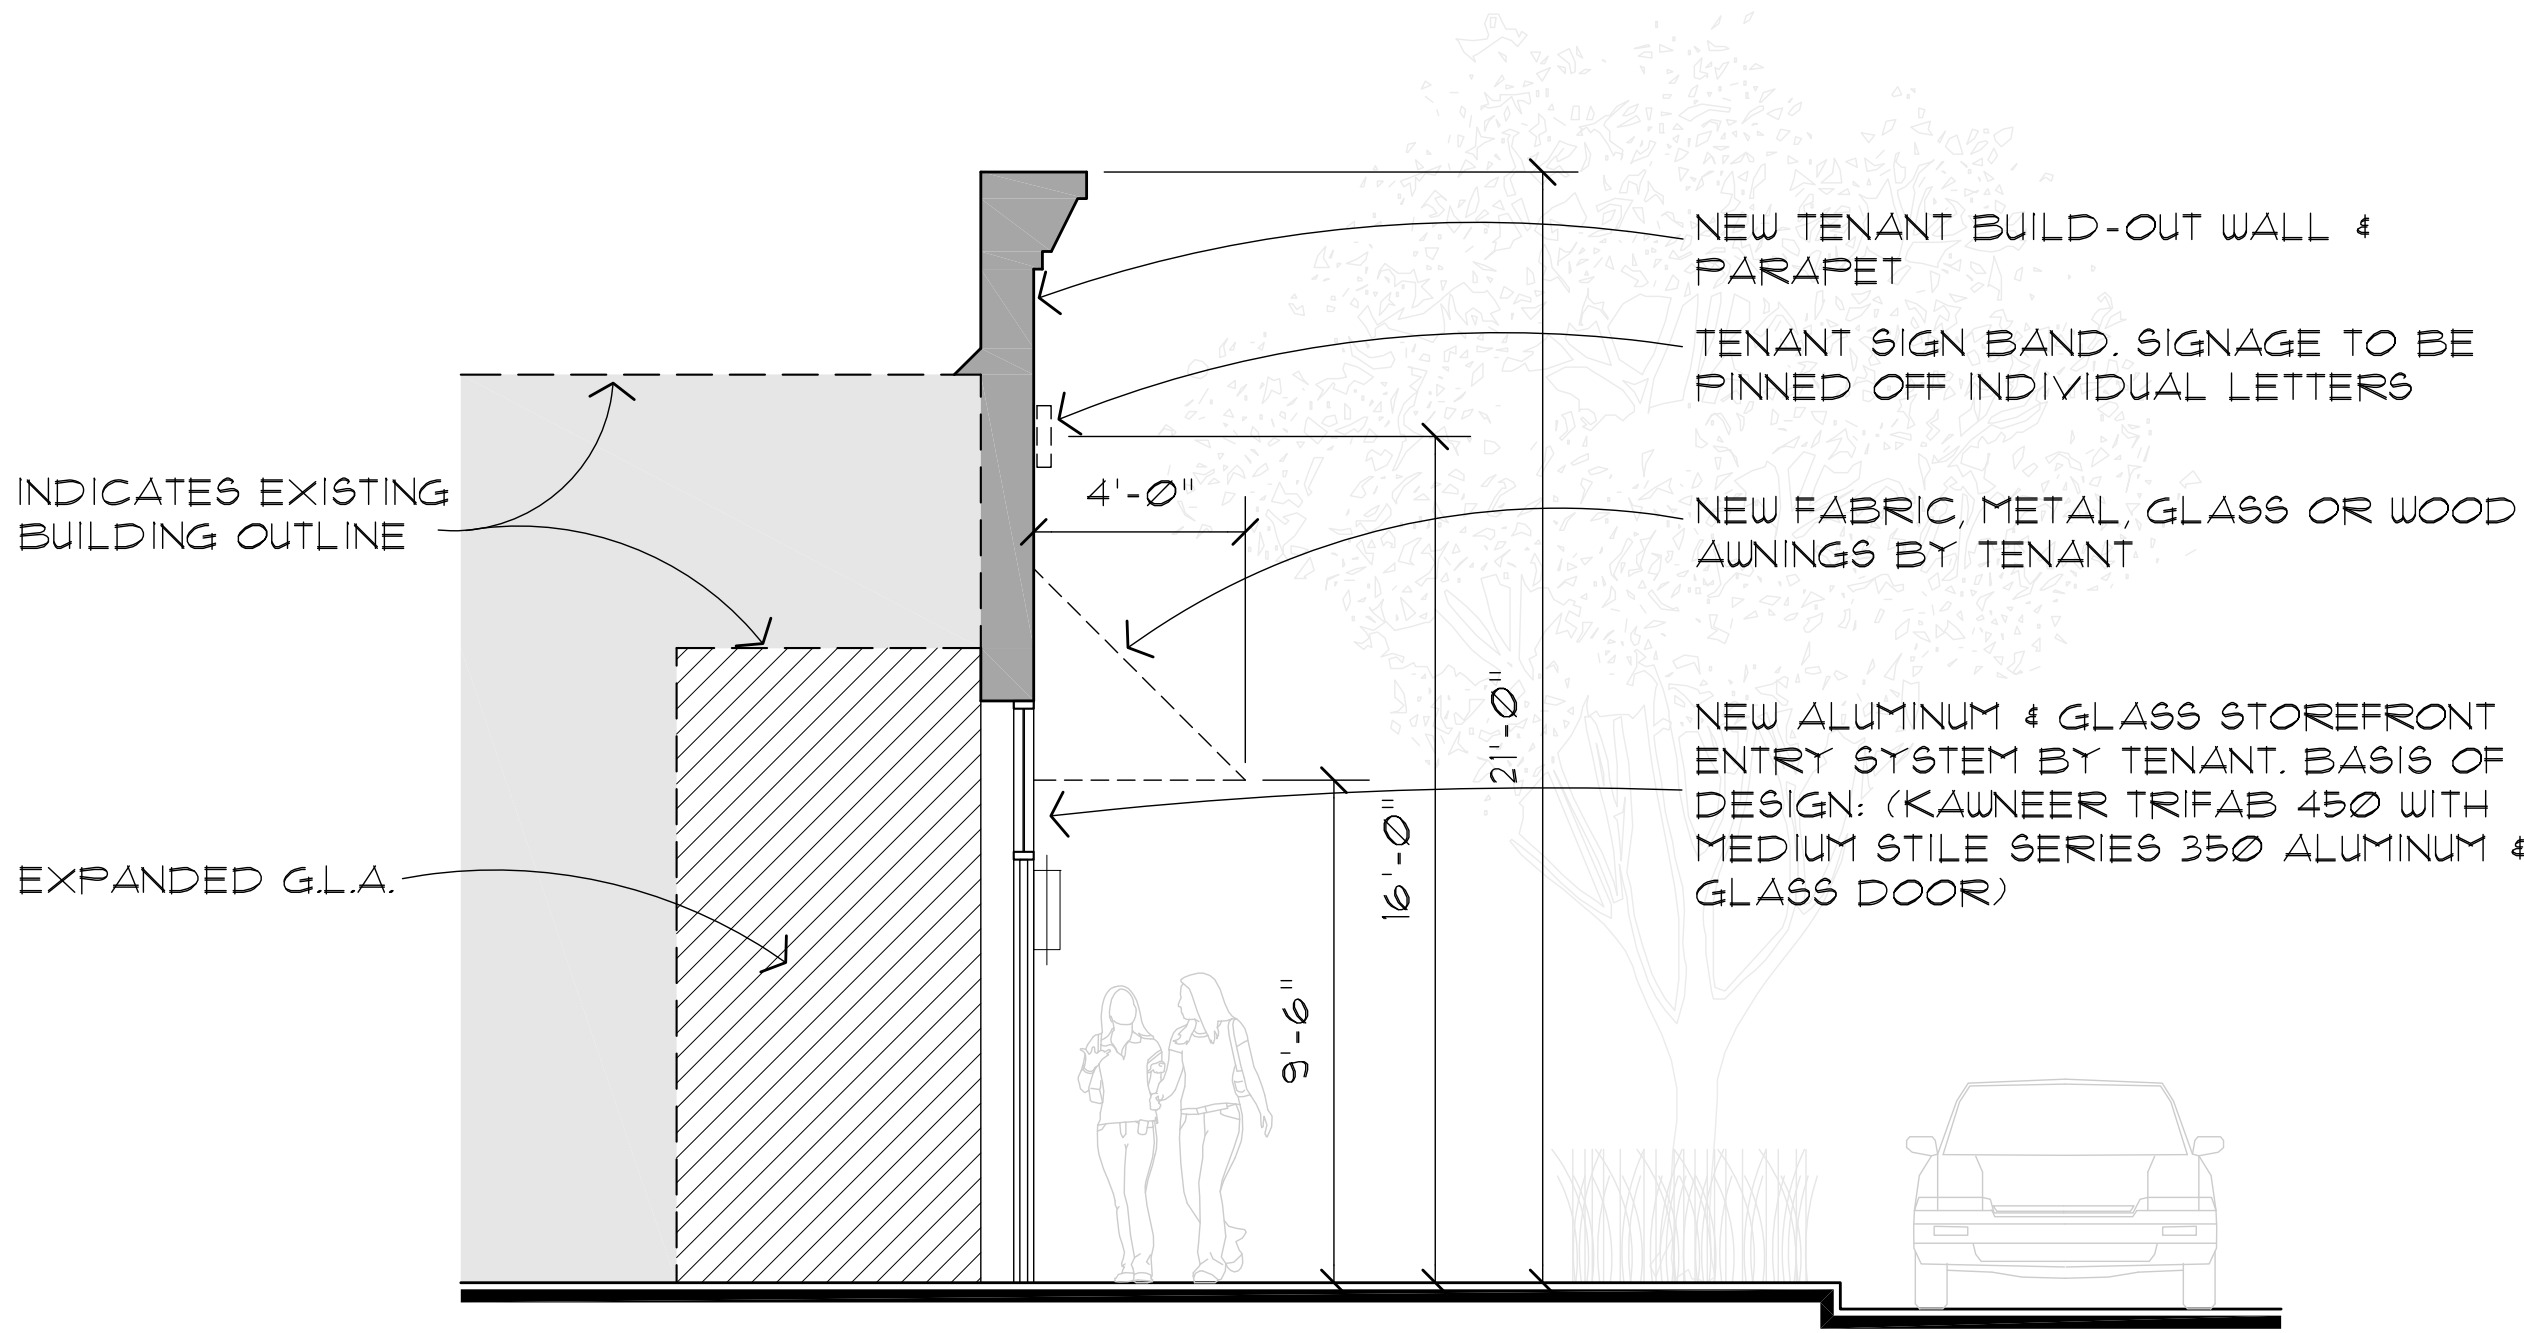 NEW TENANT BUILD-OUT WALL &
PARAPET
TENANT SIGN BAND. SIGNAGE TO BE
PINNED OFF INDIVIDUAL LETTERS
4'-0"
INDICATES EXISTING
BUILDING OUTLINE
NEW FABRIC, METAL, GLASS OR WOOD
AWNINGS BY TENANT
21'-0"
NEW ALUMINUM & GLASS STOREFRONT
ENTRY SYSTEM BY TENANT. BASIS OF
DESIGN: (KAWNEER TRIFAB 450 WITH
MEDIUM STILE SERIES 350 ALUMINUM &
GLASS DOOR)
16'-0"
EXPANDED G.L.A.
9'-6"